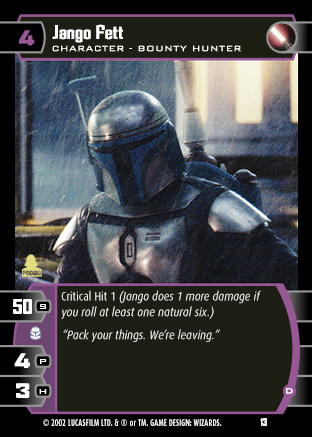 4
Jango Fett
CHARACTER - BOUNTY HUNTER
PROMO
50 S
Critical Hit 1 (Jango does 1 more damage if
you roll at least one natural six.)
"Pack your things. We're leaving."
4 P
3 H
D
© 2002 LUCASFILM LTD. & ® or TM. GAME DESIGN: WIZARDS.
13